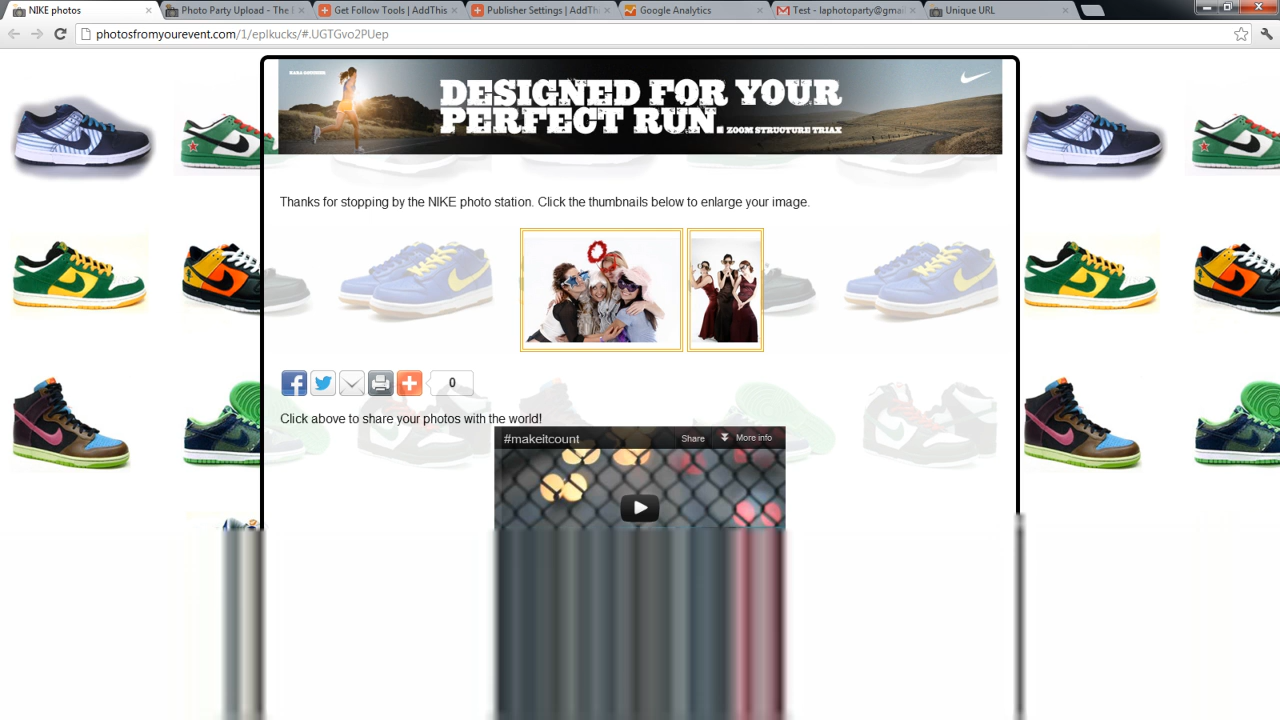 NIKE photos
Photo Party Upload - The
Get Follow Tools | AddThis
Publisher Settings | AddThi
Google Analytics
Test - laphotoparty@gmai
Unique URL
photosfromyourevent.com/1/eplkucks/#.UGTGvo2PUep
DESIGNED FOR YOUR
PERFECT RUN. ZOOM STRUCTURE TRIAX
Thanks for stopping by the NIKE photo station. Click the thumbnails below to enlarge your image.
0
Click above to share your photos with the world!
#makeitcount
Share
More info